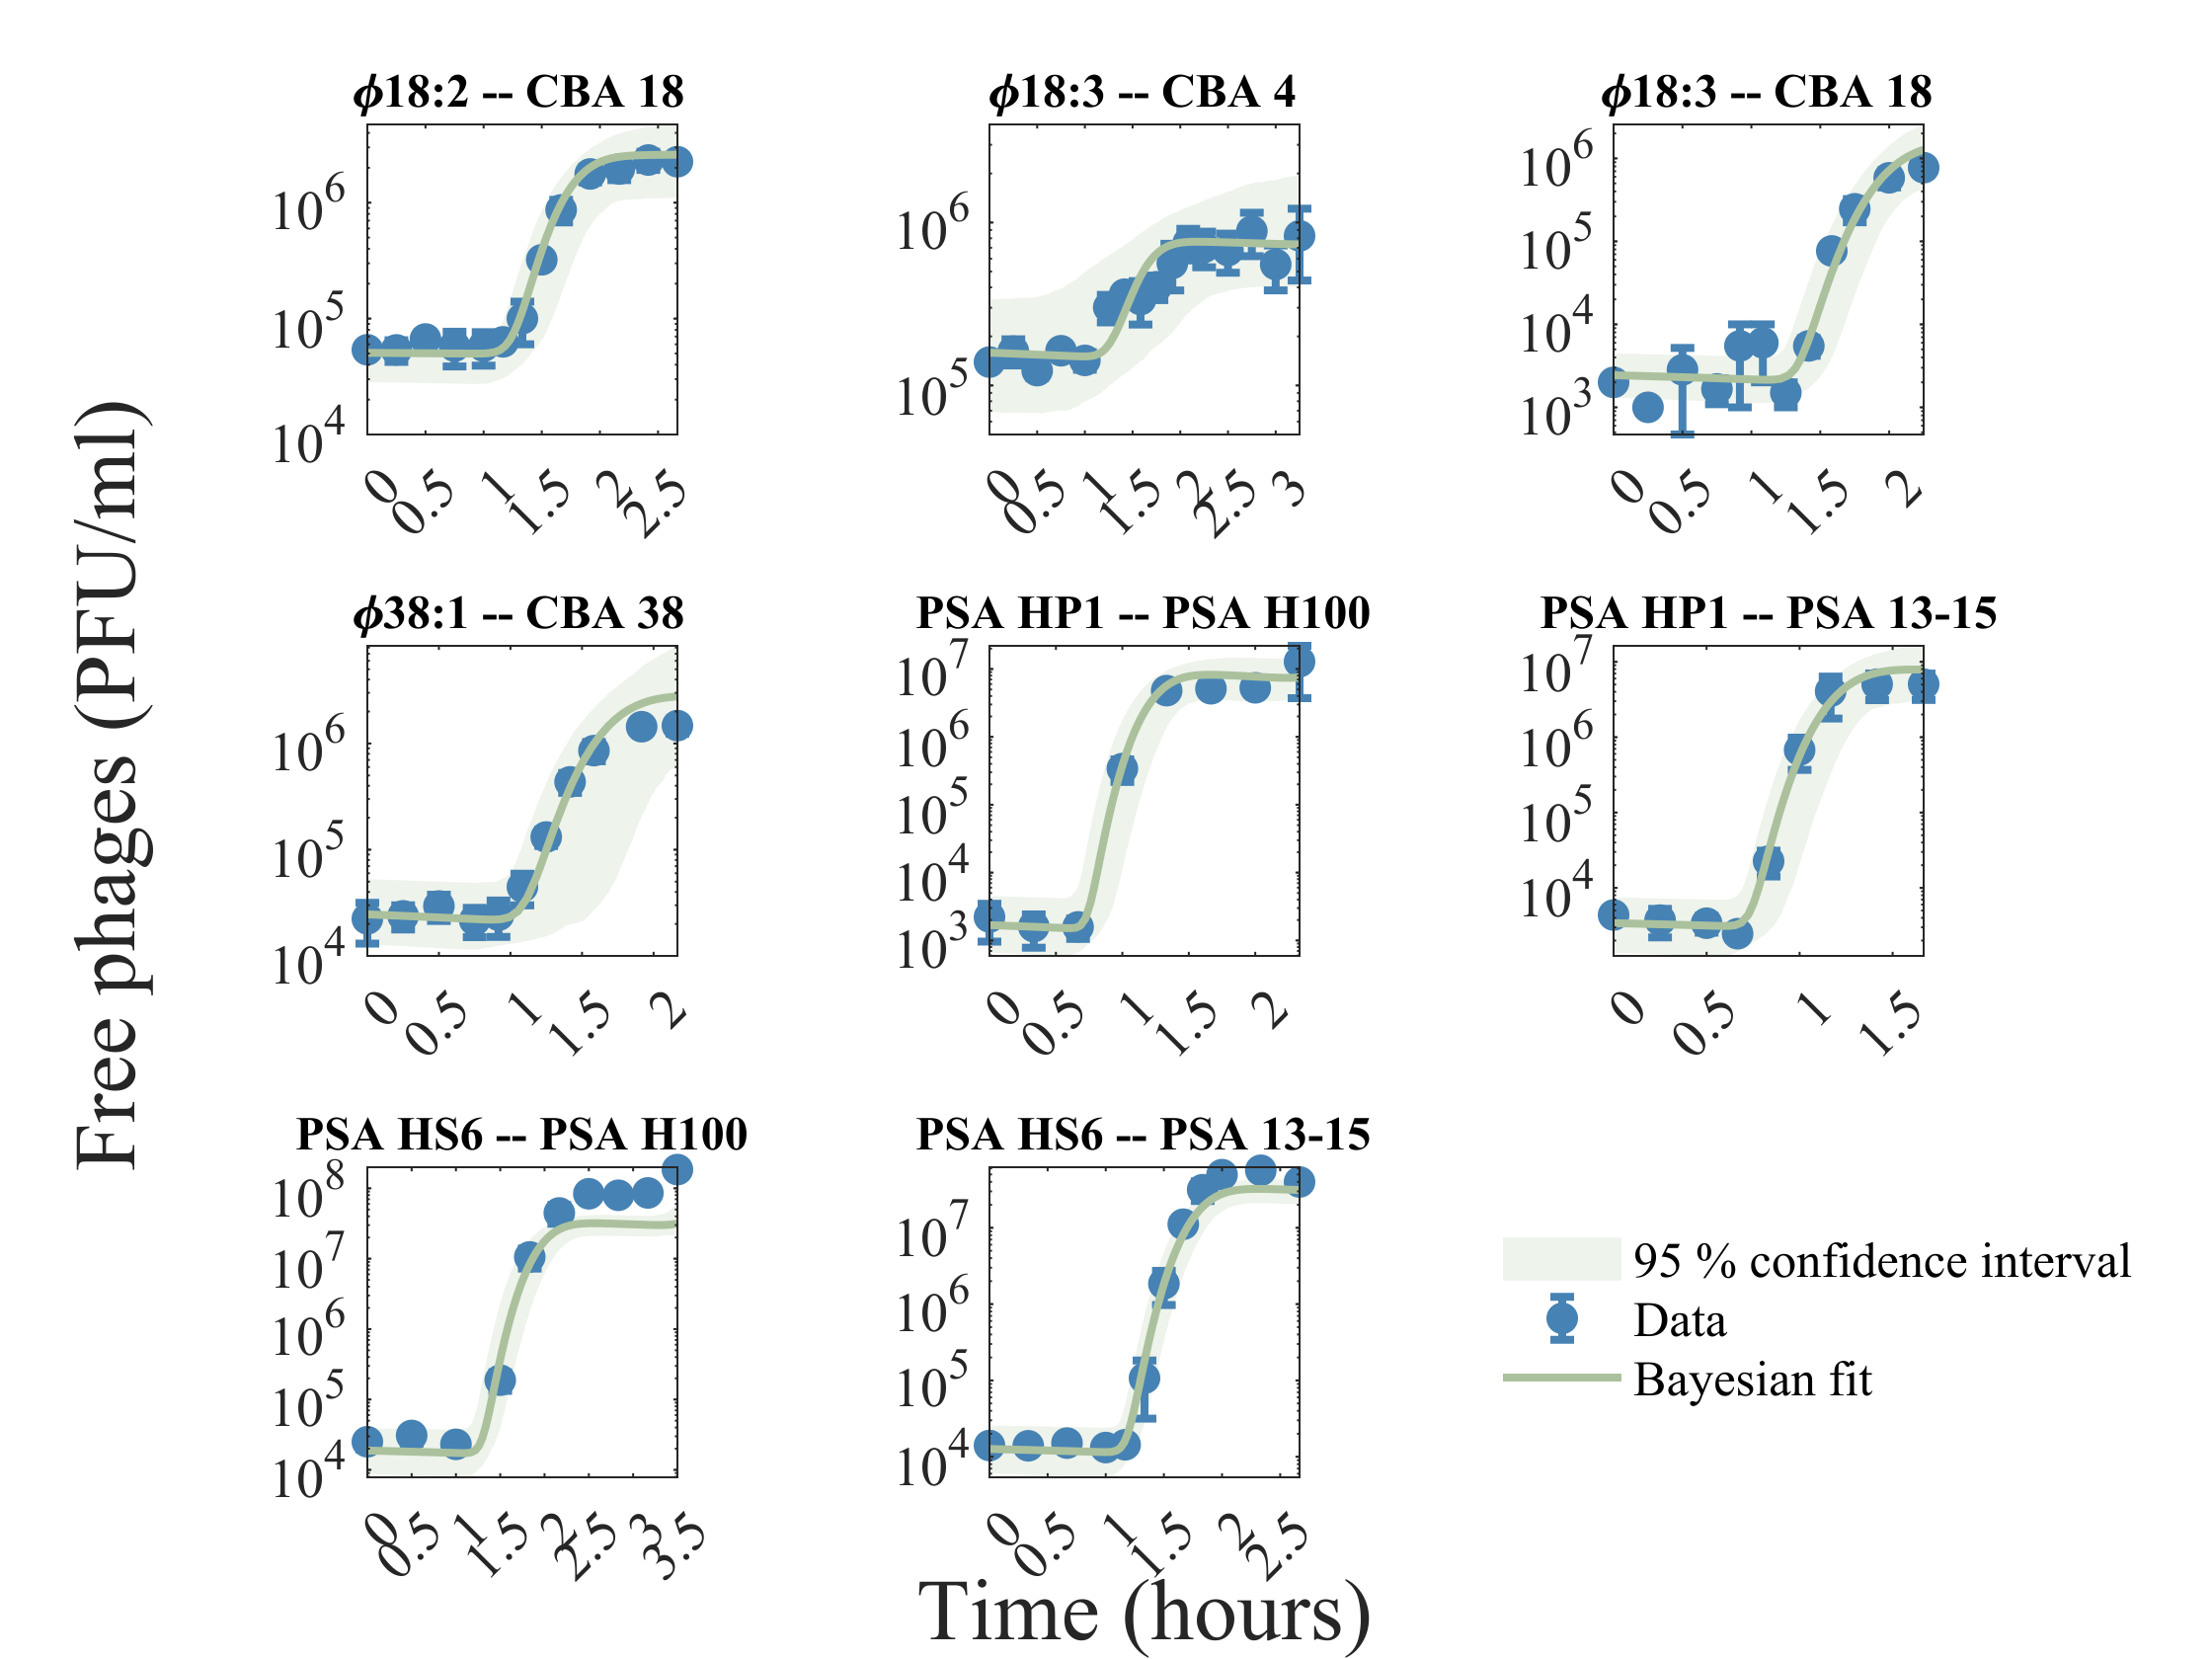 ϕ18:2 -- CBA 18
10^6
10^5
10^4
0 0.5 1 1.5 2 2.5
ϕ18:3 -- CBA 4
10^6
10^5
0 0.5 1 1.5 2 2.5 3
ϕ18:3 -- CBA 18
10^6
10^5
10^4
10^3
0 0.5 1 1.5 2
Free phages (PFU/ml)
ϕ38:1 -- CBA 38
10^6
10^5
10^4
0 0.5 1 1.5 2
PSA HP1 -- PSA H100
10^7
10^6
10^5
10^4
10^3
0 0.5 1 1.5 2
PSA HP1 -- PSA 13-15
10^7
10^6
10^5
10^4
0 0.5 1 1.5
PSA HS6 -- PSA H100
10^8
10^7
10^6
10^5
10^4
0 0.5 1 1.5 2 2.5 3 3.5
PSA HS6 -- PSA 13-15
10^7
10^6
10^5
10^4
0 0.5 1 1.5 2 2.5
95 % confidence interval
Data
Bayesian fit
Time (hours)